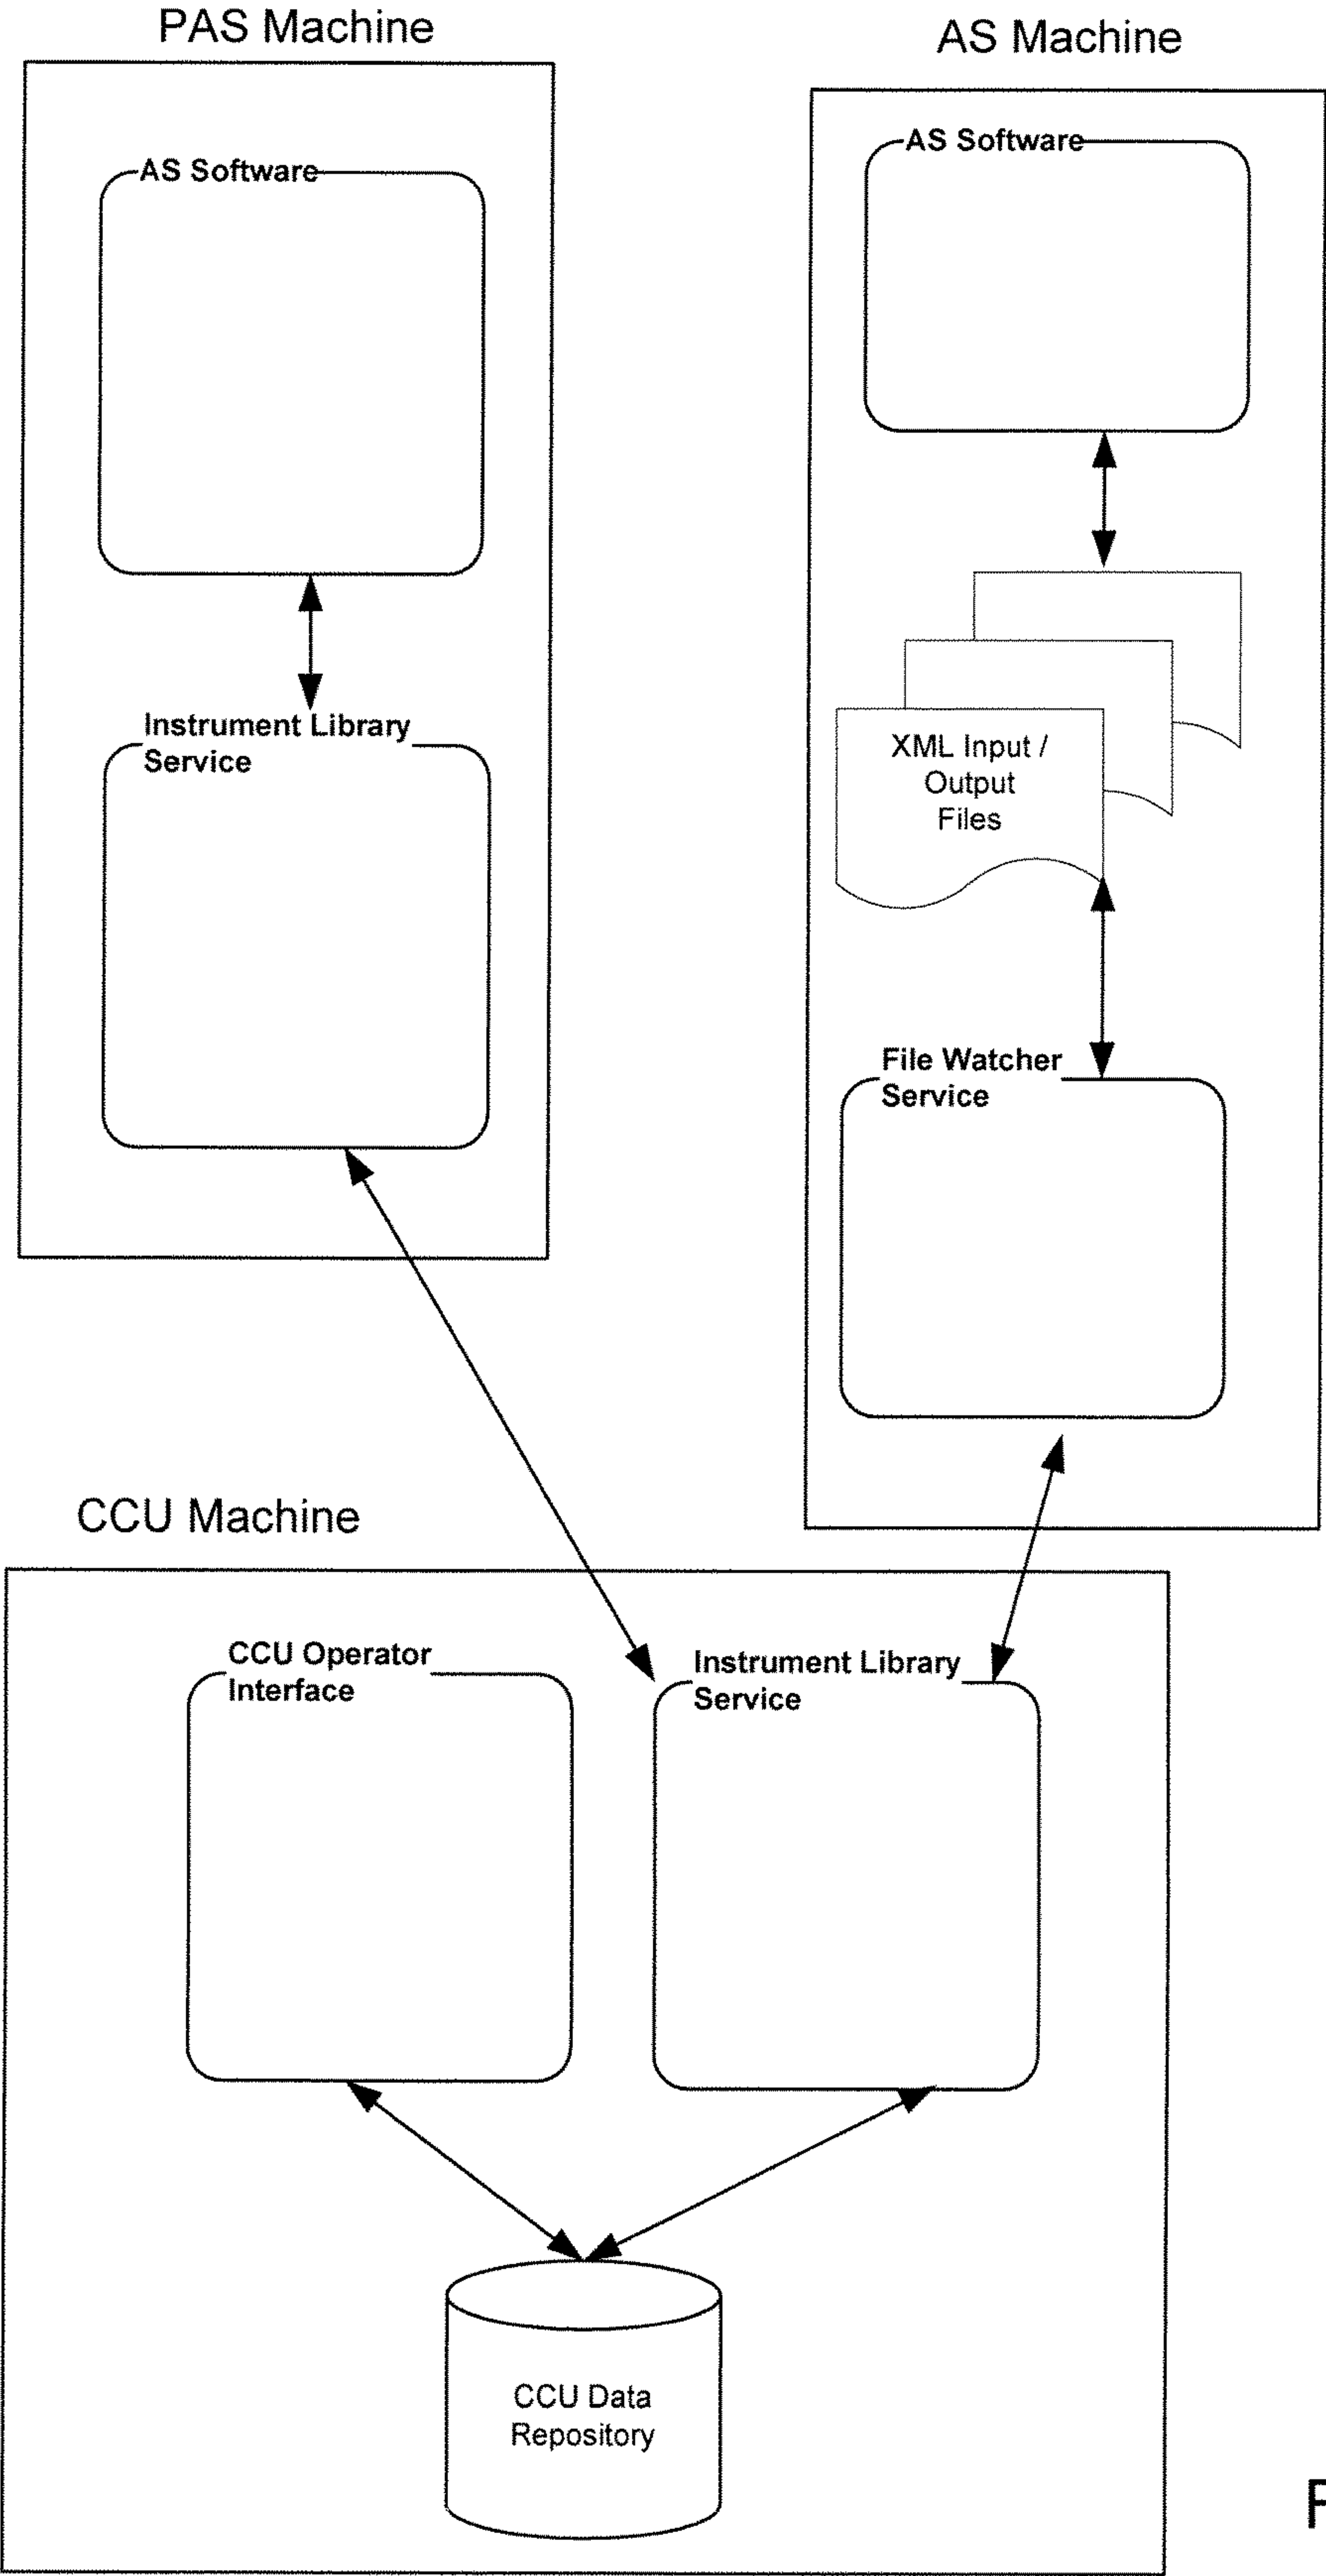 PAS Machine
AS Machine
AS Software
AS Software
Instrument Library
Service
XML Input /
Output
Files
File Watcher
Service
CCU Machine
CCU Operator
Interface
Instrument Library
Service
CCU Data
Repository